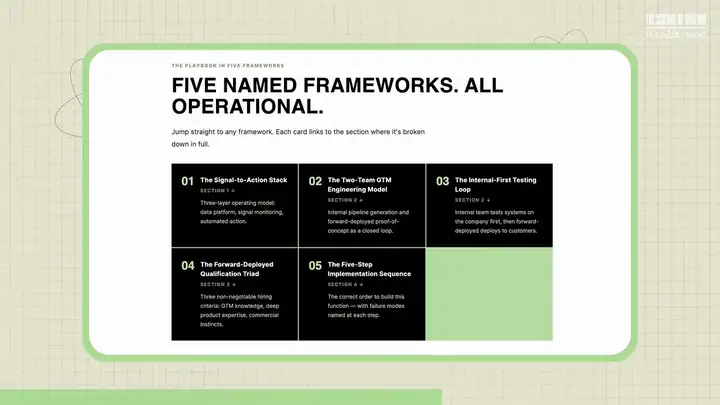 THE PLAYBOOK IN FIVE FRAMEWORKS
FIVE NAMED FRAMEWORKS. ALL
OPERATIONAL.
Jump straight to any framework. Each card links to the section where it's broken
down in full.
01
The Signal-to-Action Stack
SECTION 1 ↓
Three-layer operating model:
data platform, signal monitoring,
automated action.
02
The Two-Team GTM
Engineering Model
SECTION 2 ↓
Internal pipeline generation and
forward-deployed proof-of-
concept as a closed loop.
03
The Internal-First Testing
Loop
SECTION 2 ↓
Internal team tests systems on
the company first, then forward-
deployed deploys to customers.
04
The Forward-Deployed
Qualification Triad
SECTION 3 ↓
Three non-negotiable hiring
criteria: GTM knowledge, deep
product expertise, commercial
instincts.
05
The Five-Step
Implementation Sequence
SECTION 4 ↓
The correct order to build this
function — with failure modes
named at each step.